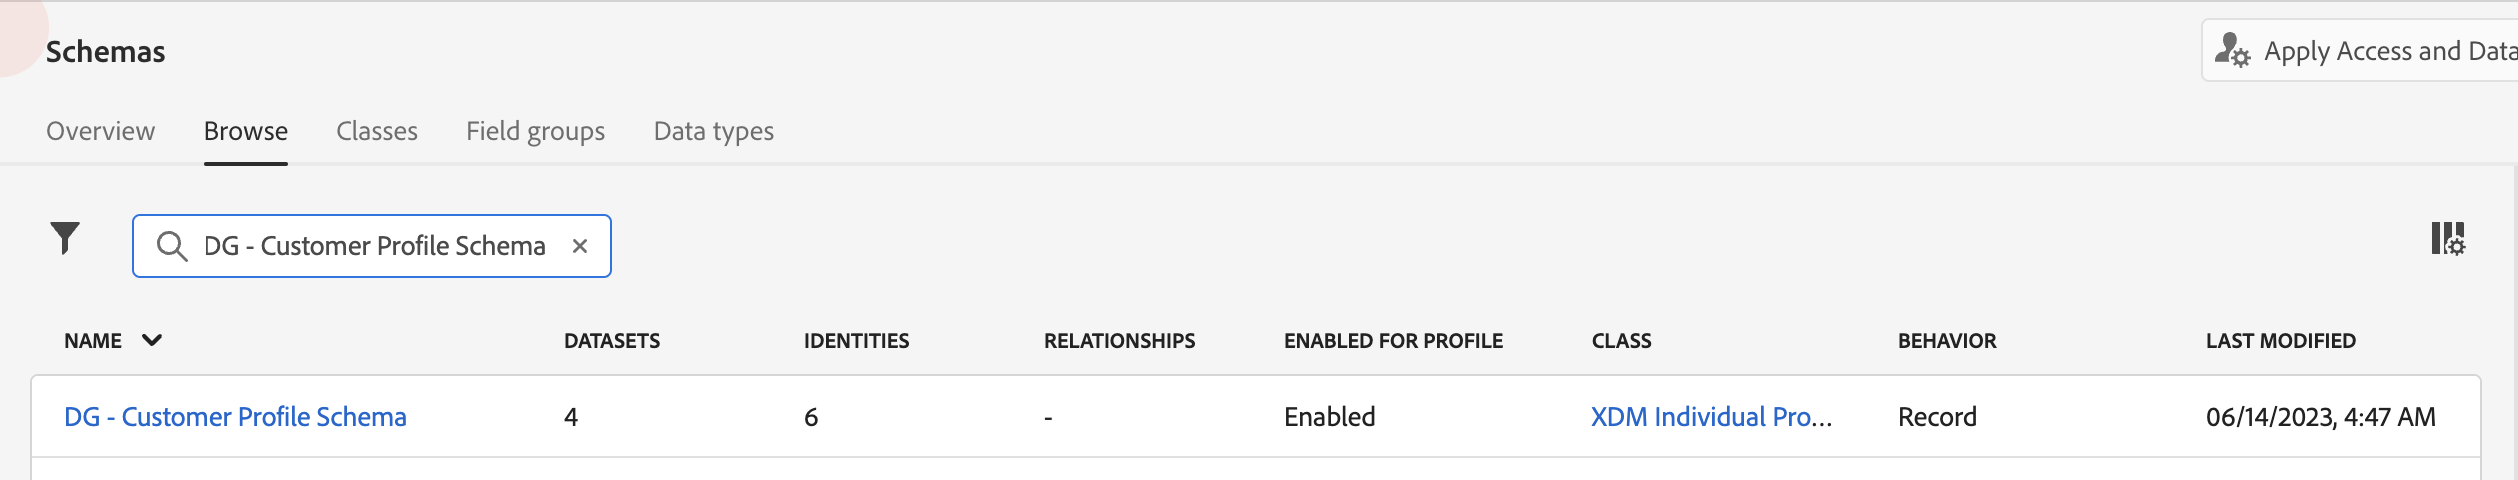 Schemas
Apply Access and Data
Overview Browse Classes Field groups Data types
DG - Customer Profile Schema
NAME DATASETS IDENTITIES RELATIONSHIPS ENABLED FOR PROFILE CLASS BEHAVIOR LAST MODIFIED
DG - Customer Profile Schema 4 6 - Enabled XDM Individual Pro... Record 06/14/2023, 4:47 AM